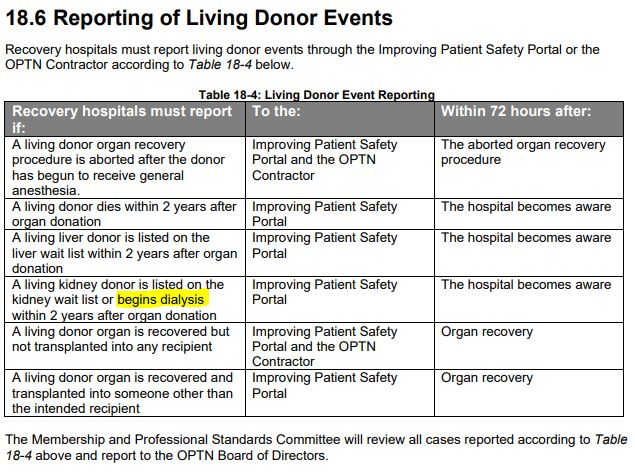 18.6 Reporting of Living Donor Events
Recovery hospitals must report living donor events through the Improving Patient Safety Portal or the
OPTN Contractor according to Table 18-4 below.
Table 18-4: Living Donor Event Reporting
Recovery hospitals must report
if:
To the:
Within 72 hours after:
A living donor organ recovery
procedure is aborted after the donor
has begun to receive general
anesthesia.
Improving Patient Safety
Portal and the OPTN
Contractor
The aborted organ recovery
procedure
A living donor dies within 2 years after
organ donation
Improving Patient Safety
Portal
The hospital becomes aware
A living liver donor is listed on the
liver wait list within 2 years after organ
donation
Improving Patient Safety
Portal
The hospital becomes aware
A living kidney donor is listed on the
kidney wait list or begins dialysis
within 2 years after organ donation
Improving Patient Safety
Portal
The hospital becomes aware
A living donor organ is recovered but
not transplanted into any recipient
Improving Patient Safety
Portal and the OPTN
Contractor
Organ recovery
A living donor organ is recovered and
transplanted into someone other than
the intended recipient
Improving Patient Safety
Portal
Organ recovery
The Membership and Professional Standards Committee will review all cases reported according to Table
18-4 above and report to the OPTN Board of Directors.